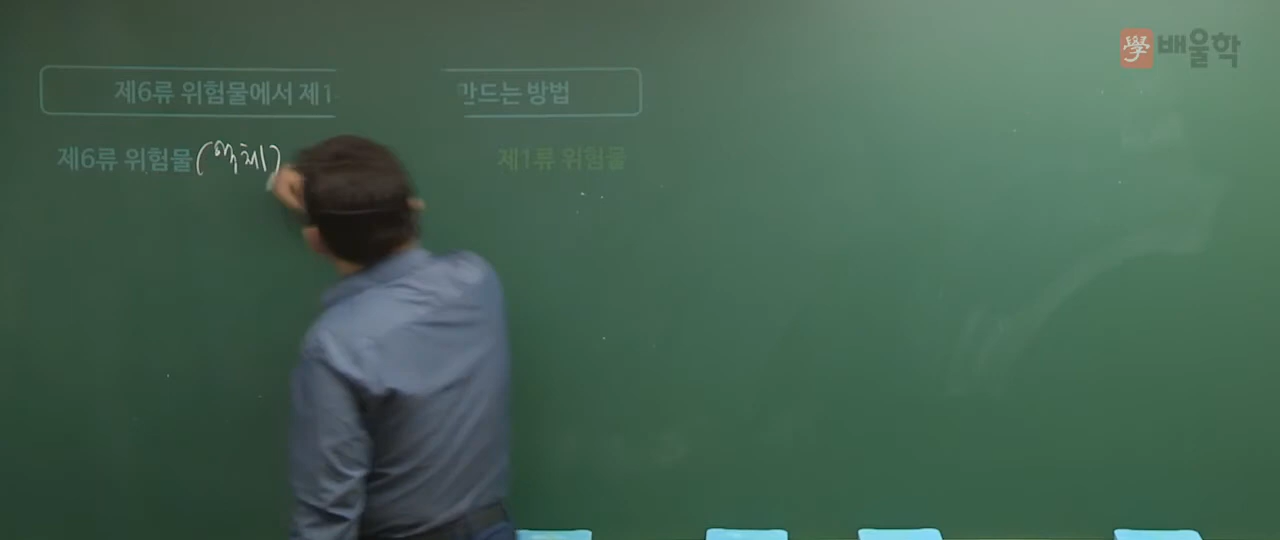 學 배울학
제6류 위험물에서 제1 만드는 방법
제6류 위험물 (액체) 제1류 위험물